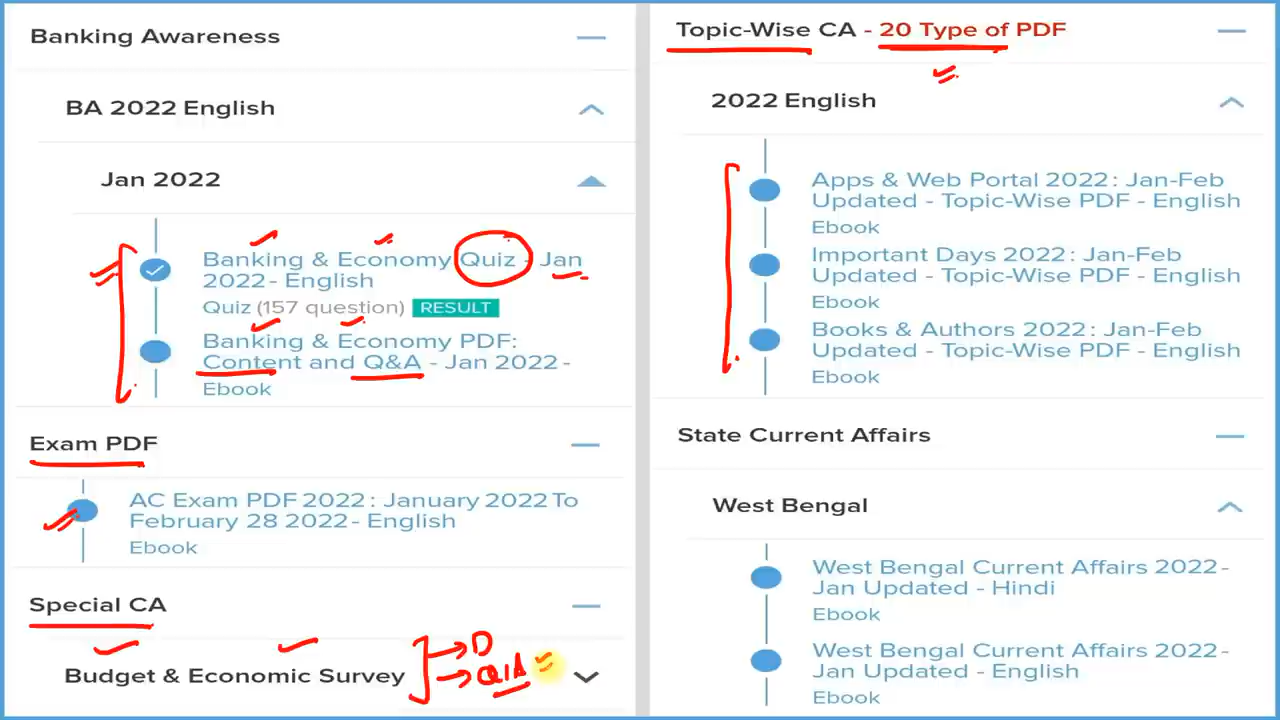 Banking Awareness
BA 2022 English
Jan 2022
Banking & Economy Quiz - Jan
2022- English
Quiz (157 question) RESULT
Banking & Economy PDF:
Content and Q&A - Jan 2022 -
Ebook
Exam PDF
AC Exam PDF 2022 : January 2022 To
February 28 2022- English
Ebook
Special CA
Budget & Economic Survey
D
Q/A
Topic-Wise CA - 20 Type of PDF
2022 English
Apps & Web Portal 2022 : Jan-Feb
Updated - Topic-Wise PDF - English
Ebook
Important Days 2022 : Jan-Feb
Updated - Topic-Wise PDF - English
Ebook
Books & Authors 2022 : Jan-Feb
Updated - Topic-Wise PDF - English
Ebook
State Current Affairs
West Bengal
West Bengal Current Affairs 2022 -
Jan Updated - Hindi
Ebook
West Bengal Current Affairs 2022 -
Jan Updated - English
Ebook